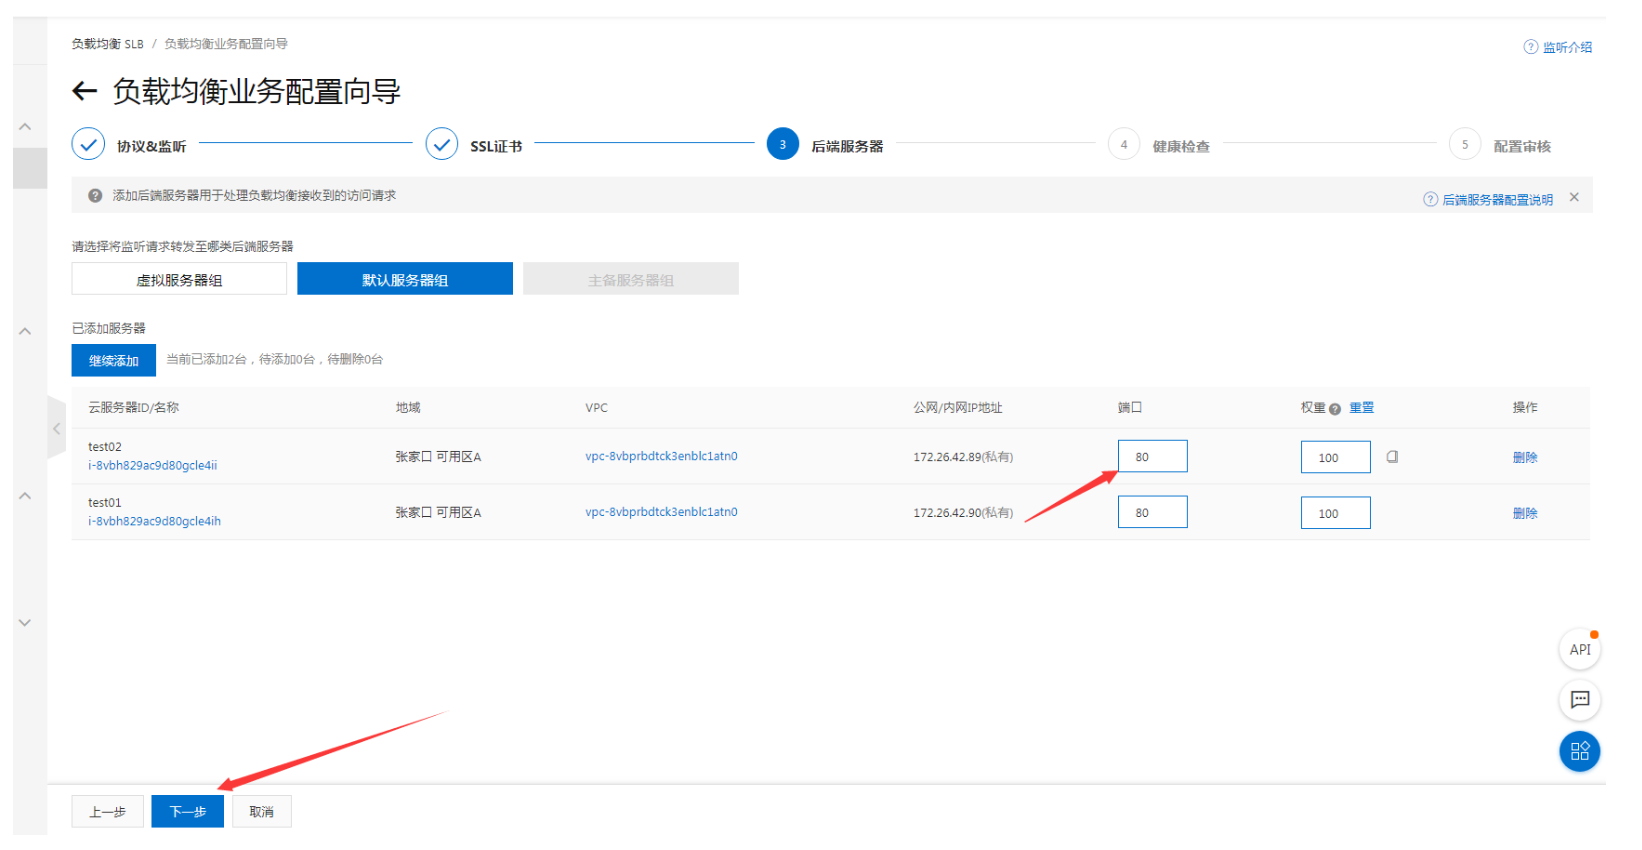 负载均衡 SLB / 负载均衡业务配置向导
监听介绍
负载均衡业务配置向导
协议&监听
SSL证书
3 后端服务器
4 健康检查
5 配置审核
添加后端服务器用于处理负载均衡接收到的访问请求
后端服务器配置说明
请选择将监听请求转发至哪类后端服务器
虚拟服务器组
默认服务器组
主备服务器组
已添加服务器
继续添加 当前已添加2台，待添加0台，待删除0台
云服务器ID/名称 地域 VPC 公网/内网IP地址 端口 权重 重置 操作
test02
i-8vbh829ac9d80gcle4ii 张家口 可用区A vpc-8vbprbdtck3enblc1atn0 172.26.42.89(私有) 80 100 删除
test01
i-8vbh829ac9d80gcle4ih 张家口 可用区A vpc-8vbprbdtck3enblc1atn0 172.26.42.90(私有) 80 100 删除
API
上一步 下一步 取消